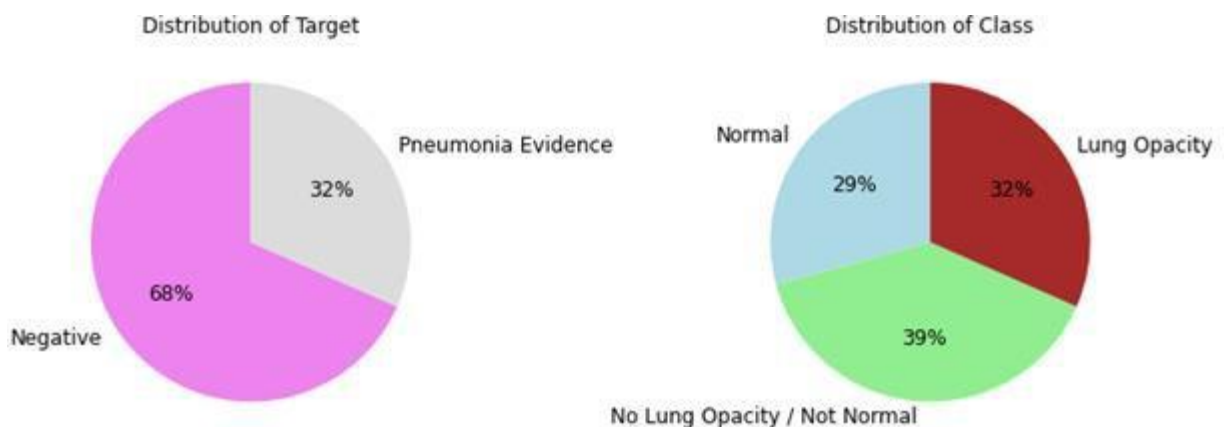 Distribution of Target
Pneumonia Evidence
32%
68%
Negative
Distribution of Class
Normal
Lung Opacity
29%
32%
39%
No Lung Opacity / Not Normal